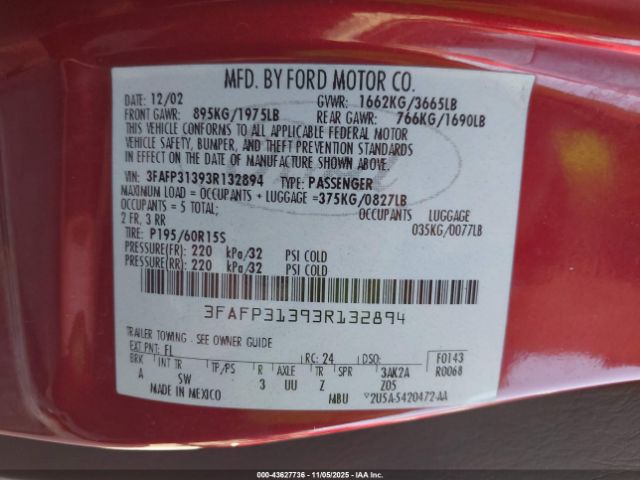 MFD. BY FORD MOTOR CO.
DATE: 12/02 GVWR: 1662KG/3665LB
FRONT GAWR: 895KG/1975LB REAR GAWR: 766KG/1690LB
THIS VEHICLE CONFORMS TO ALL APPLICABLE FEDERAL MOTOR
VEHICLE SAFETY, BUMPER, AND THEFT PREVENTION STANDARDS
IN EFFECT ON THE DATE OF MANUFACTURE SHOWN ABOVE.
VIN: 3FAFP31393R132894 TYPE: PASSENGER
MAXIMUM LOAD = OCCUPANTS + LUGGAGE = 375KG/0827LB
OCCUPANTS = 5 TOTAL; OCCUPANTS LUGGAGE
2 FR, 3 RR 035KG/0077LB
TIRE: P195/60R15S
PRESSURE(FR): 220 kPa/32 PSI COLD
PRESSURE(RR): 220 kPa/32 PSI COLD
3FAFP31393R132894
TRAILER TOWING - SEE OWNER GUIDE
EXT PNT: FL RC: 24 DSO: F0143
BRK INT TR TP/PS R AXLE TR SPR 3AK2A R0068
A SW 3 UU Z Z05
MADE IN MEXICO MBU 2U5A-5420472-AA
000-43627736 - 11/05/2025 - IAAI.com